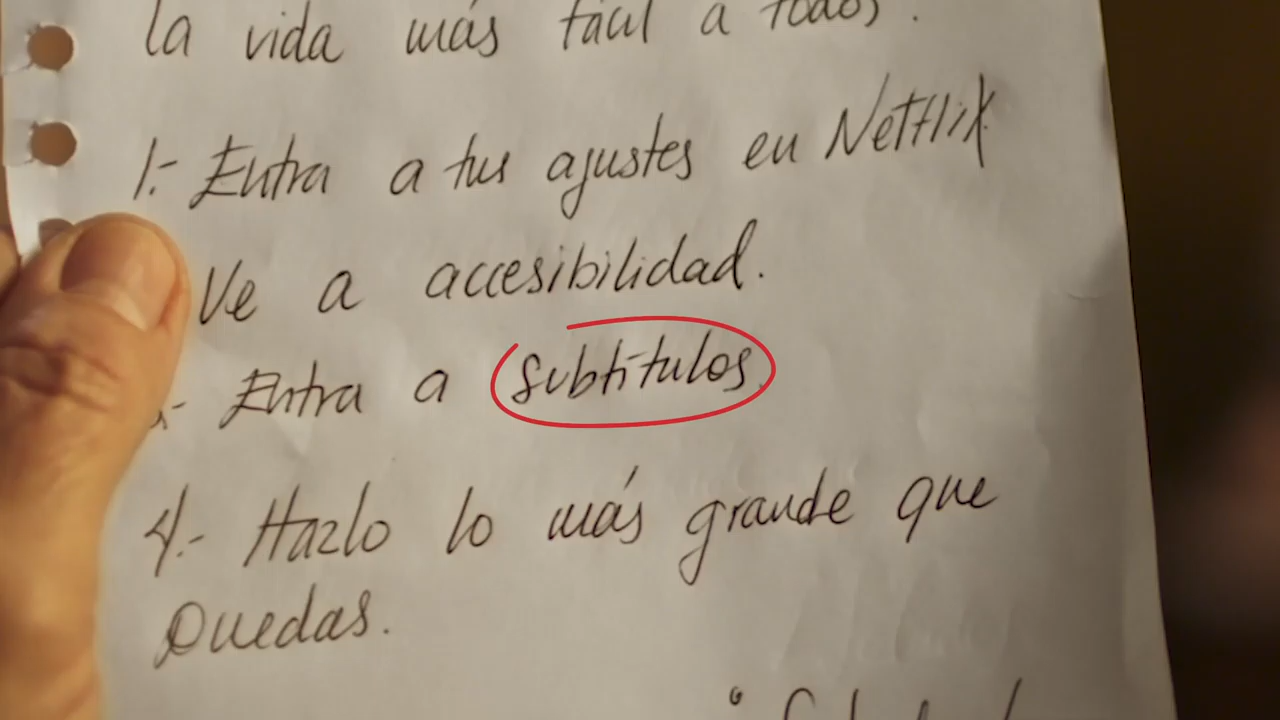 la vida más fácil a todos.
1.- Entra a tus ajustes en Netflix
Ve a accesibilidad.
.- Entra a subtítulos.
4.- Hazlo lo más grande que
puedas.